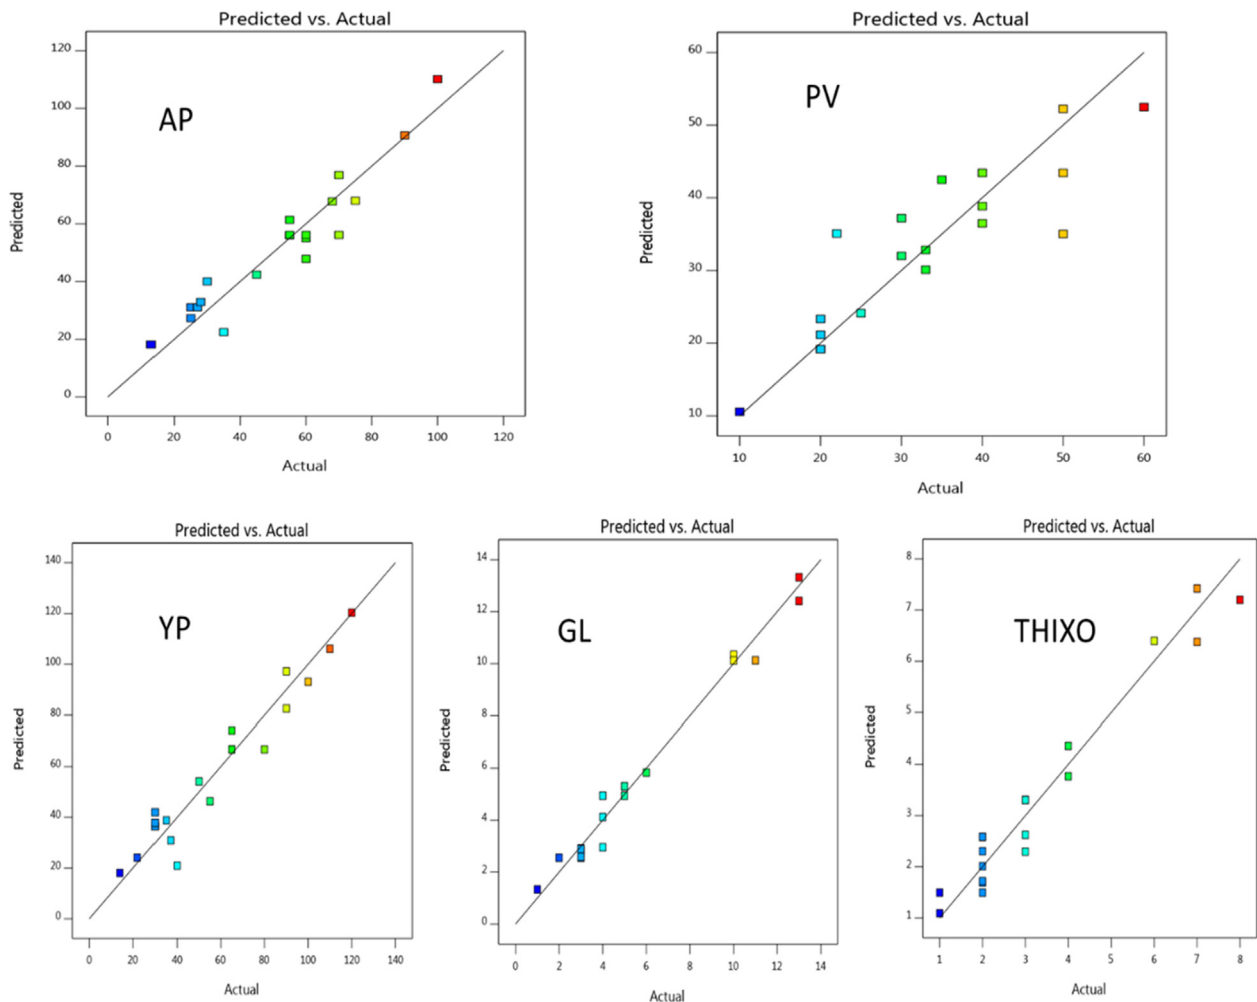 Predicted vs. Actual
AP
Predicted
120
100
80
60
40
20
0
0 20 40 60 80 100 120
Actual
Predicted vs. Actual
PV
Predicted
60
50
40
30
20
10
10 20 30 40 50 60
Actual
Predicted vs. Actual
YP
Predicted
140
120
100
80
60
40
20
0
0 20 40 60 80 100 120 140
Actual
Predicted vs. Actual
GL
Predicted
14
12
10
8
6
4
2
0
0 2 4 6 8 10 12 14
Actual
Predicted vs. Actual
THIXO
Predicted
8
7
6
5
4
3
2
1
1 2 3 4 5 6 7 8
Actual